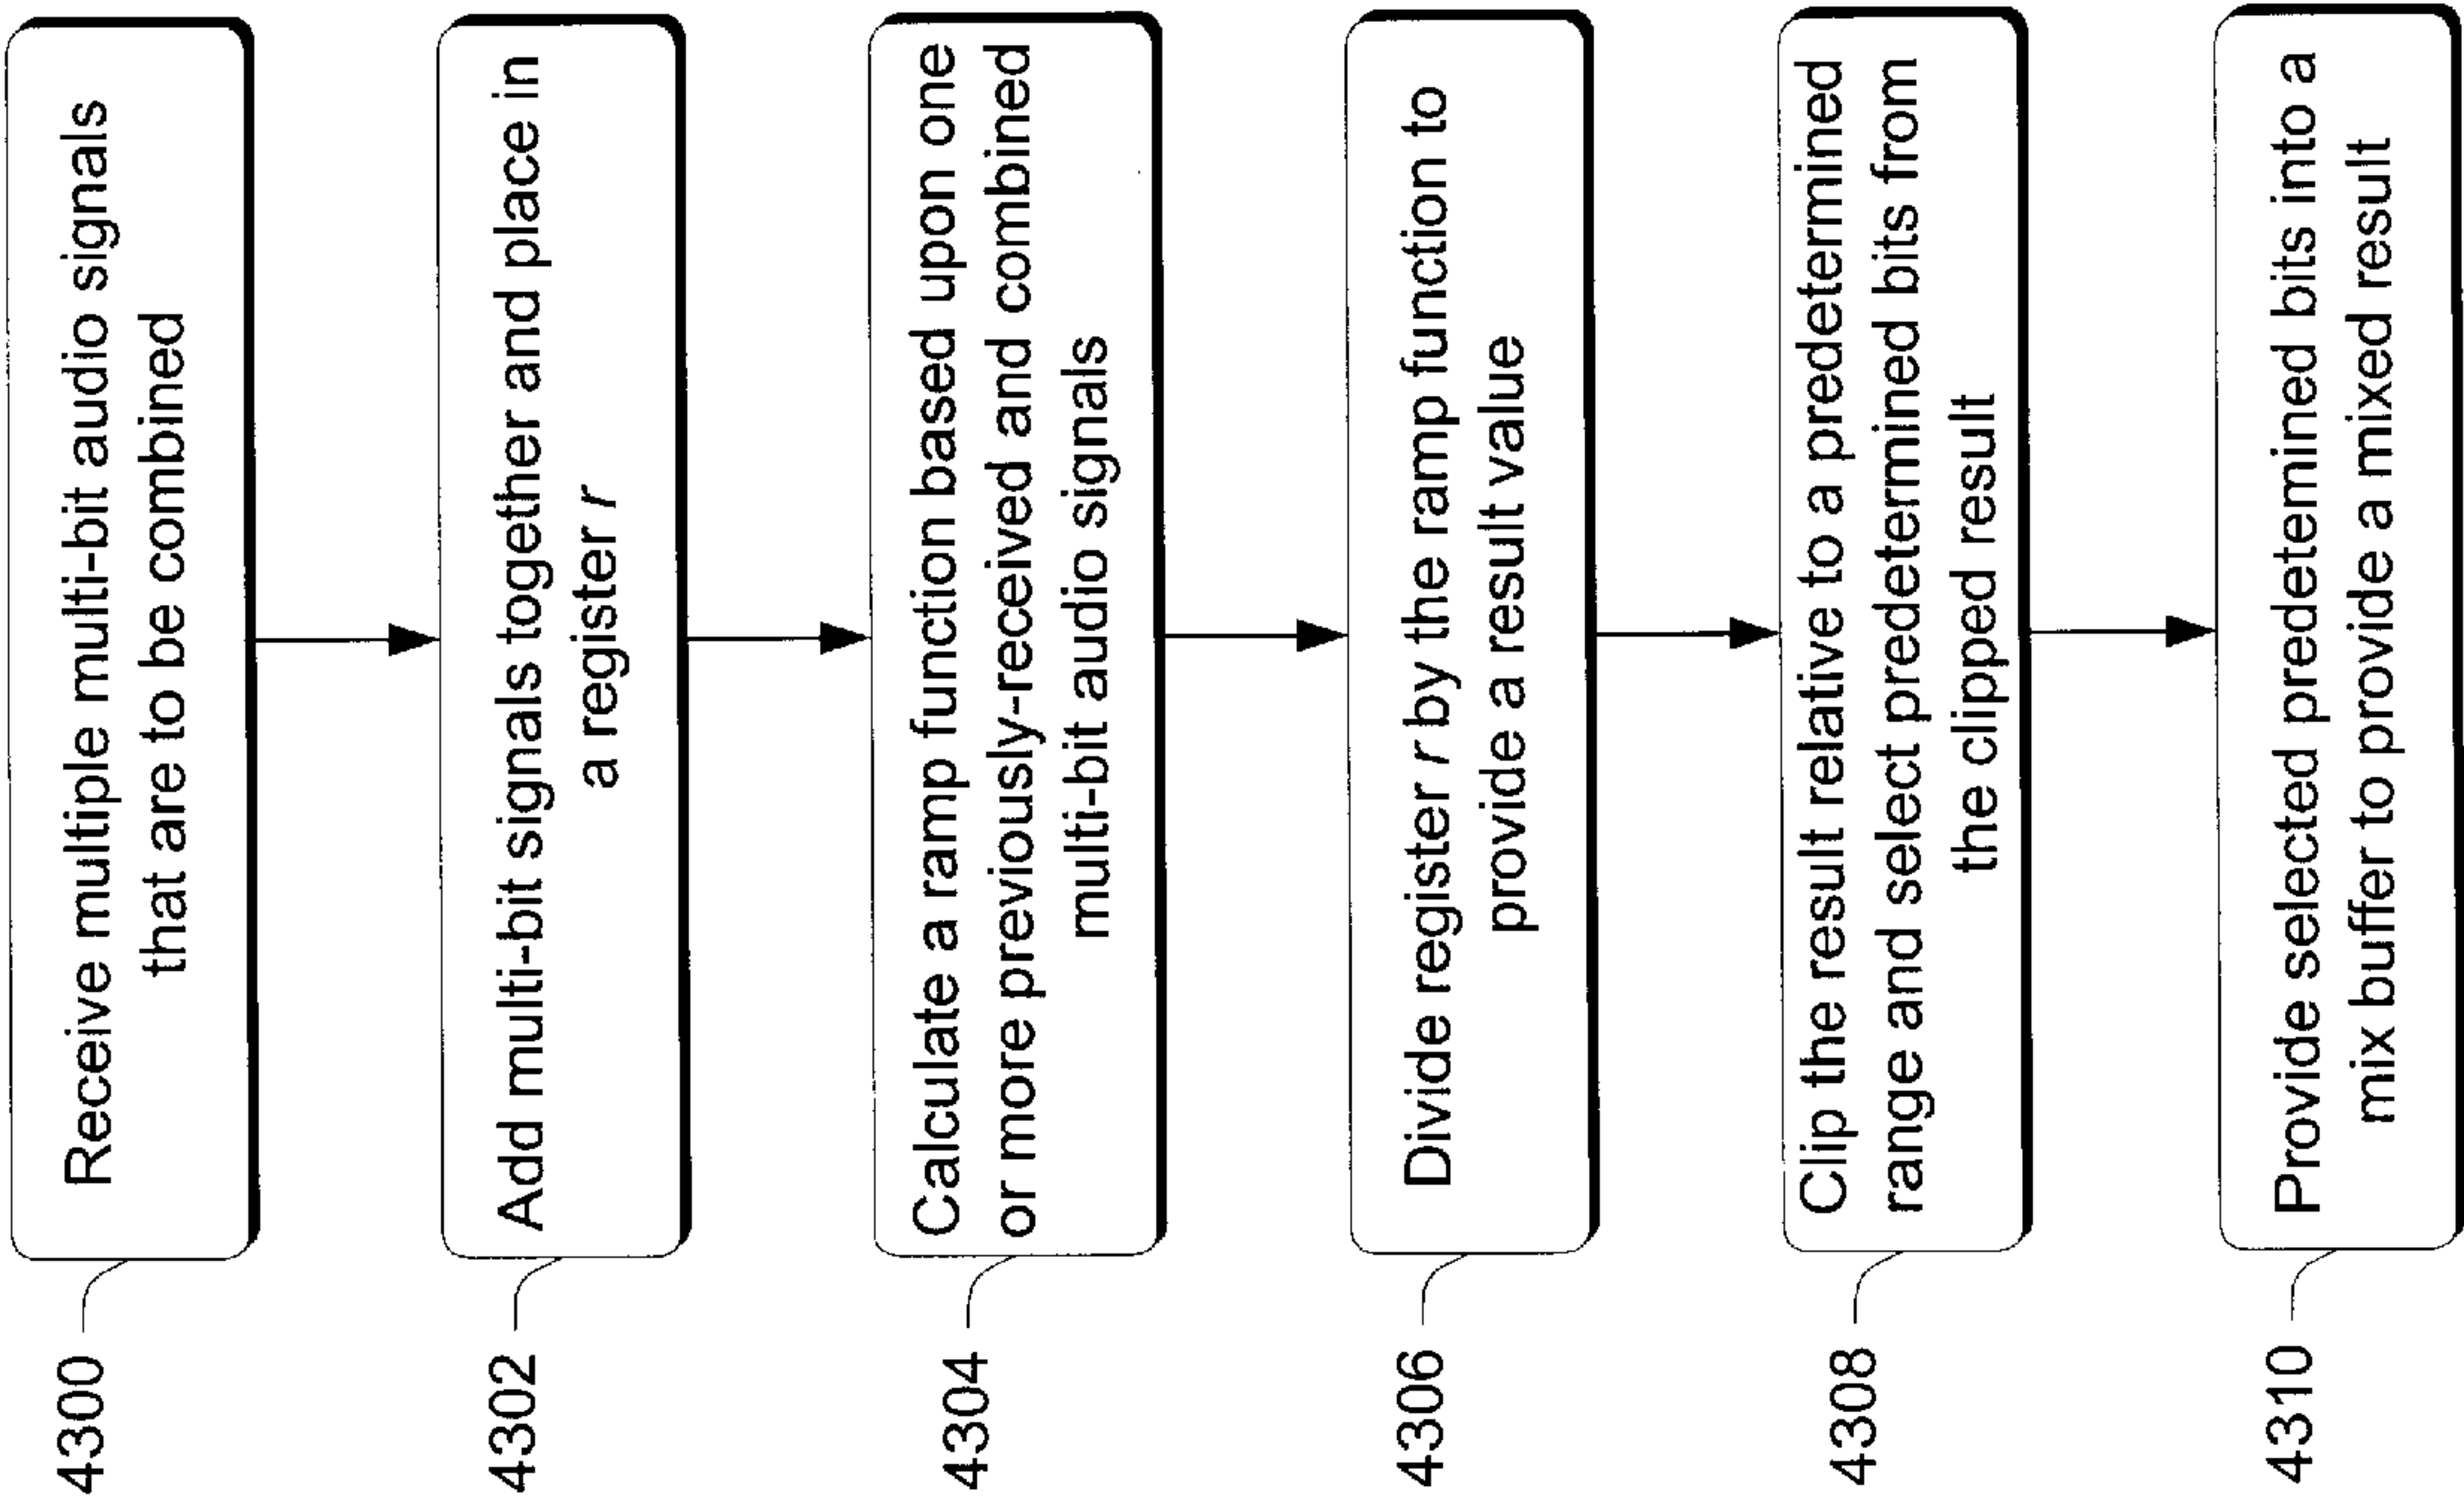 4300
Receive multiple multi-bit audio signals
that are to be combined
4302
Add multi-bit signals together and place in
a register r
4304
Calculate a ramp function based upon one
or more previously-received and combined
multi-bit audio signals
4306
Divide register r by the ramp function to
provide a result value
4308
Clip the result relative to a predetermined
range and select predetermined bits from
the clipped result
4310
Provide selected predetemined bits into a
mix buffer to provide a mixed result